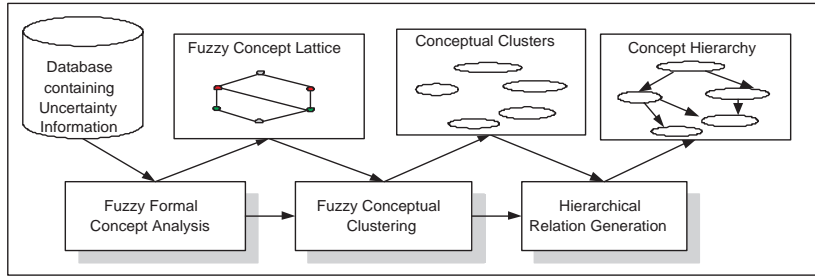 Database
containing
Uncertainty
Information
Fuzzy Concept Lattice
Conceptual Clusters
Concept Hierarchy
Fuzzy Formal
Concept Analysis
Fuzzy Conceptual
Clustering
Hierarchical
Relation Generation